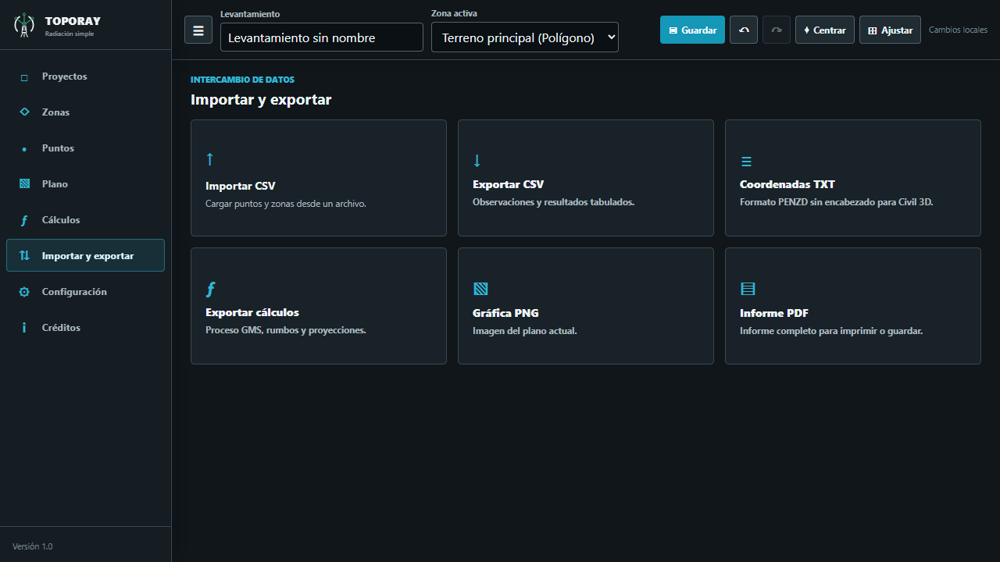 TOPORAY
Radiación simple
Proyectos
Zonas
Puntos
Plano
Cálculos
Importar y exportar
Configuración
Créditos
Versión 1.0
Levantamiento
Levantamiento sin nombre
Zona activa
Terreno principal (Polígono)
Guardar
Centrar
Ajustar
Cambios locales
INTERCAMBIO DE DATOS
Importar y exportar
Importar CSV
Cargar puntos y zonas desde un archivo.
Exportar CSV
Observaciones y resultados tabulados.
Coordenadas TXT
Formato PENZD sin encabezado para Civil 3D.
Exportar cálculos
Proceso GMS, rumbos y proyecciones.
Gráfica PNG
Imagen del plano actual.
Informe PDF
Informe completo para imprimir o guardar.